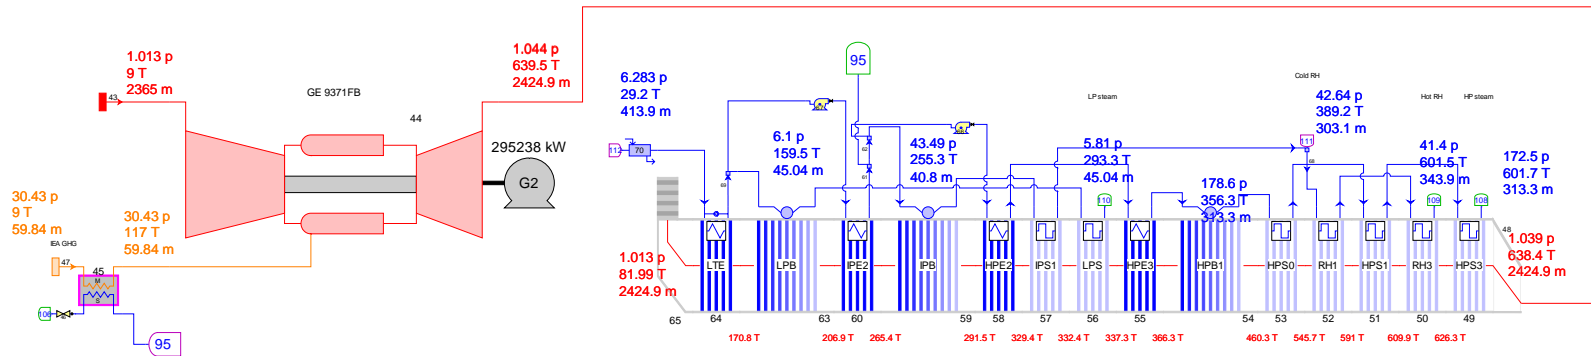 1.013 p
9 T
2365 m
43
GE 9371FB
44
1.044 p
639.5 T
2424.9 m
295238 kW
G2
30.43 p
9 T
59.84 m
IEA GHG
47
30.43 p
117 T
59.84 m
45
M
S
106
95
6.283 p
29.2 T
413.9 m
112
70
95
6.1 p
159.5 T
45.04 m
43.49 p
255.3 T
40.8 m
LP steam
5.81 p
293.3 T
45.04 m
110
178.6 p
356.3 T
313.3 m
Cold RH
42.64 p
389.2 T
303.1 m
111
Hot RH
41.4 p
601.5 T
343.9 m
109
HP steam
172.5 p
601.7 T
313.3 m
108
63
62
61
68
48
1.013 p
81.99 T
2424.9 m
1.039 p
638.4 T
2424.9 m
LTE
LPB
IPE2
IPB
HPE2
IPS1
LPS
HPE3
HPB1
HPS0
RH1
HPS1
RH3
HPS3
65
64
63
60
59
58
57
56
55
54
53
52
51
50
49
170.8 T
206.9 T
265.4 T
291.5 T
329.4 T
332.4 T
337.3 T
366.3 T
460.3 T
545.7 T
591 T
609.9 T
626.3 T